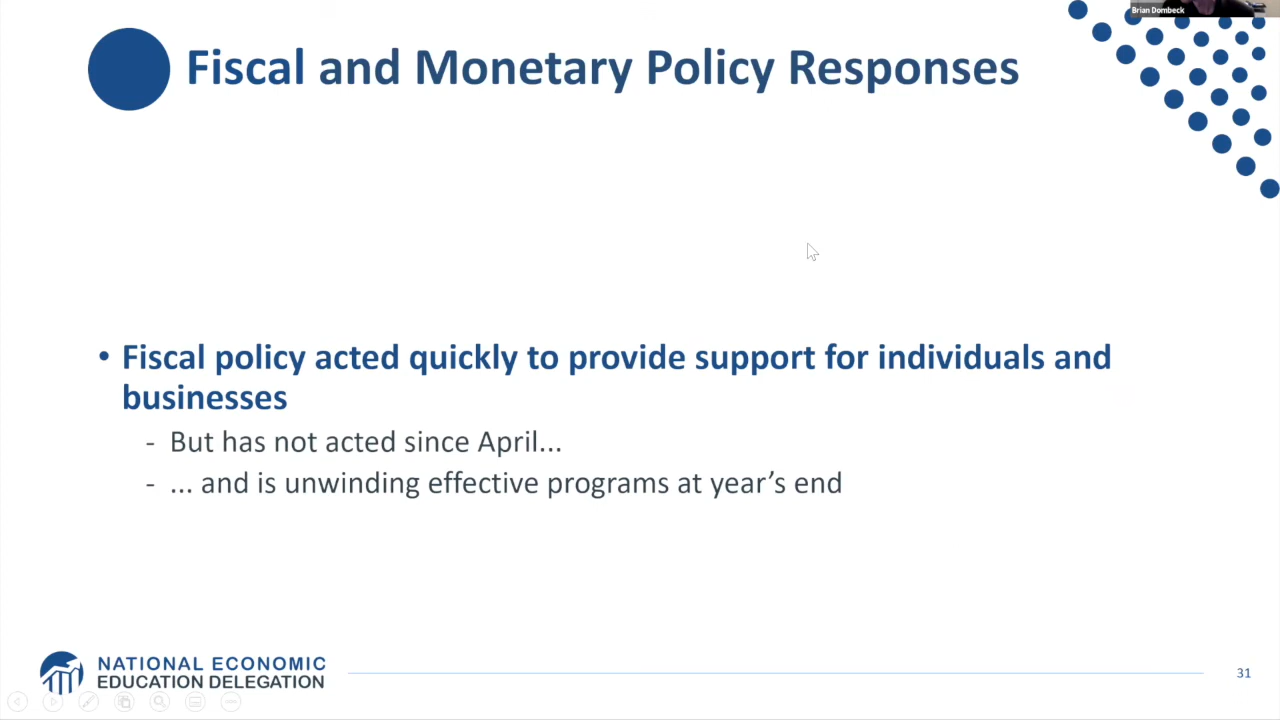 Brian Dombeck
Fiscal and Monetary Policy Responses
• Fiscal policy acted quickly to provide support for individuals and
businesses
- But has not acted since April...
- ... and is unwinding effective programs at year’s end
NATIONAL ECONOMIC
EDUCATION DELEGATION
31